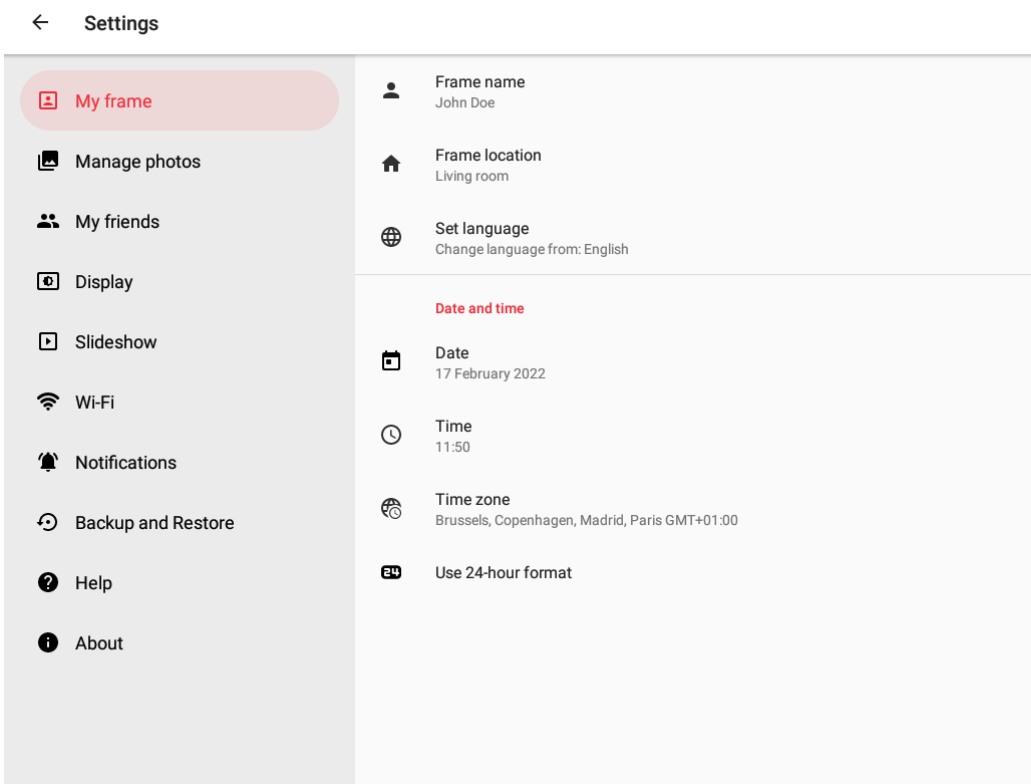 Settings
My frame
Manage photos
My friends
Display
Slideshow
Wi-Fi
Notifications
Backup and Restore
Help
About
Frame name
John Doe
Frame location
Living room
Set language
Change language from: English
Date and time
Date
17 February 2022
Time
11:50
Time zone
Brussels, Copenhagen, Madrid, Paris GMT+01:00
24
Use 24-hour format